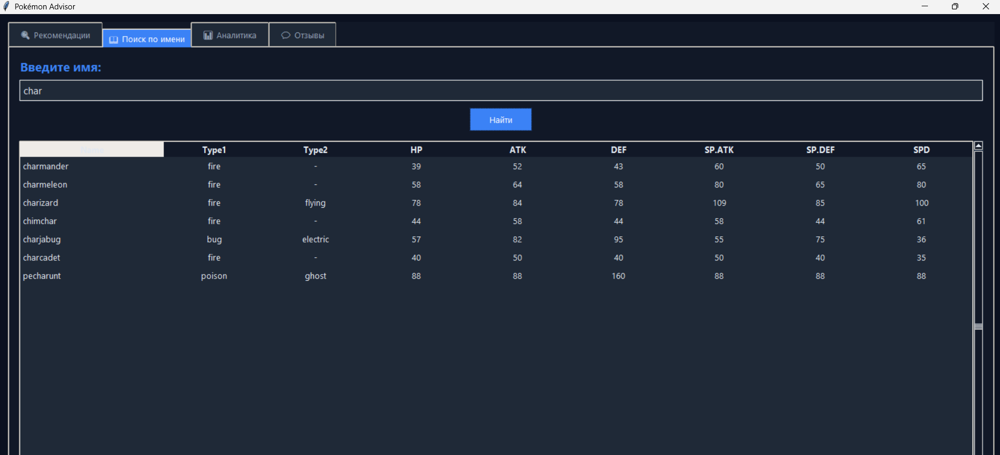 Pokémon Advisor
Рекомендации Поиск по имени Аналитика Отзывы
Введите имя:
char
Найти
Name Type1 Type2 HP ATK DEF SP.ATK SP.DEF SPD
charmander fire - 39 52 43 60 50 65
charmeleon fire - 58 64 58 80 65 80
charizard fire flying 78 84 78 109 85 100
chimchar fire - 44 58 44 58 44 61
charjabug bug electric 57 82 95 55 75 36
charcadet fire - 40 50 40 50 40 35
pecharunt poison ghost 88 88 160 88 88 88